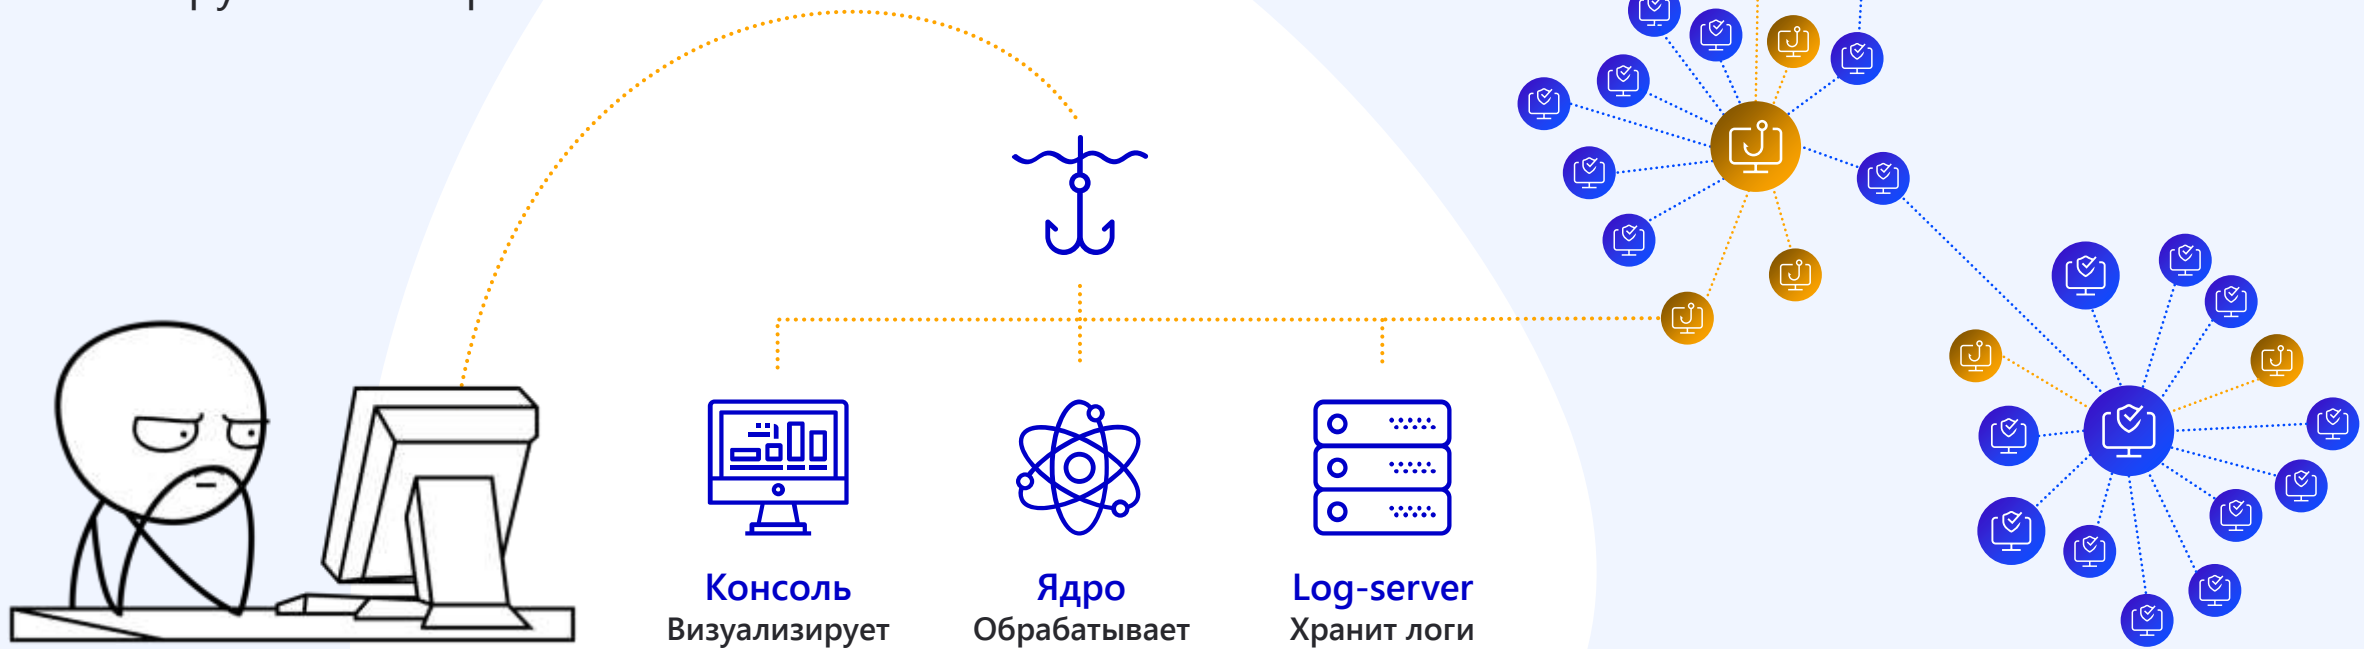 Консоль
Визуализирует
Ядро
Обрабатывает
Log-server
Хранит логи